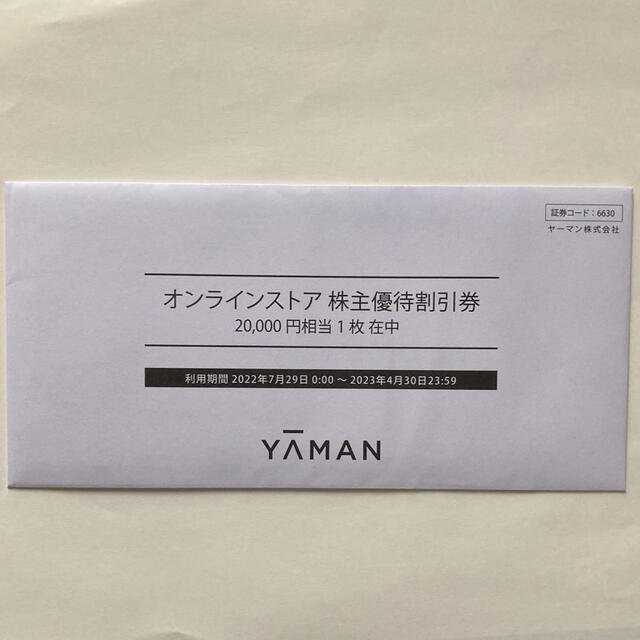 証券コード：6630
ヤーマン株式会社
オンラインストア 株主優待割引券
20,000 円相当 1 枚 在中
利用期間 2022年7月29日 0:00 ～ 2023年4月30日23:59
YĀMAN